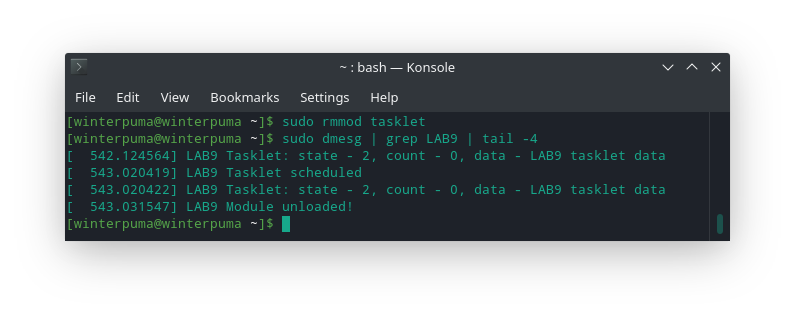 ~ : bash — Konsole
File Edit View Bookmarks Settings Help
[winterpuma@winterpuma ~]$ sudo rmmod tasklet
[winterpuma@winterpuma ~]$ sudo dmesg | grep LAB9 | tail -4
[  542.124564] LAB9 Tasklet: state - 2, count - 0, data - LAB9 tasklet data
[  543.020419] LAB9 Tasklet scheduled
[  543.020422] LAB9 Tasklet: state - 2, count - 0, data - LAB9 tasklet data
[  543.031547] LAB9 Module unloaded!
[winterpuma@winterpuma ~]$